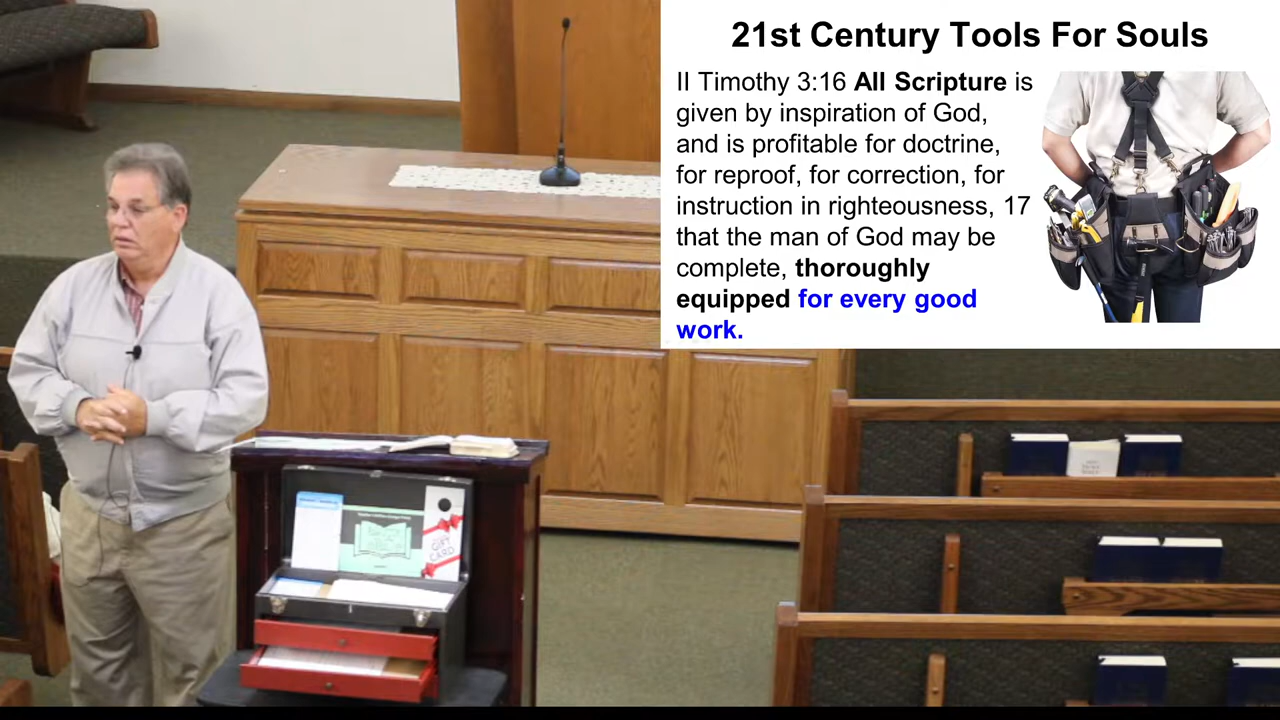 21st Century Tools For Souls
II Timothy 3:16 All Scripture is
given by inspiration of God,
and is profitable for doctrine,
for reproof, for correction, for
instruction in righteousness, 17
that the man of God may be
complete, thoroughly
equipped for every good
work.
GIFT
CARD